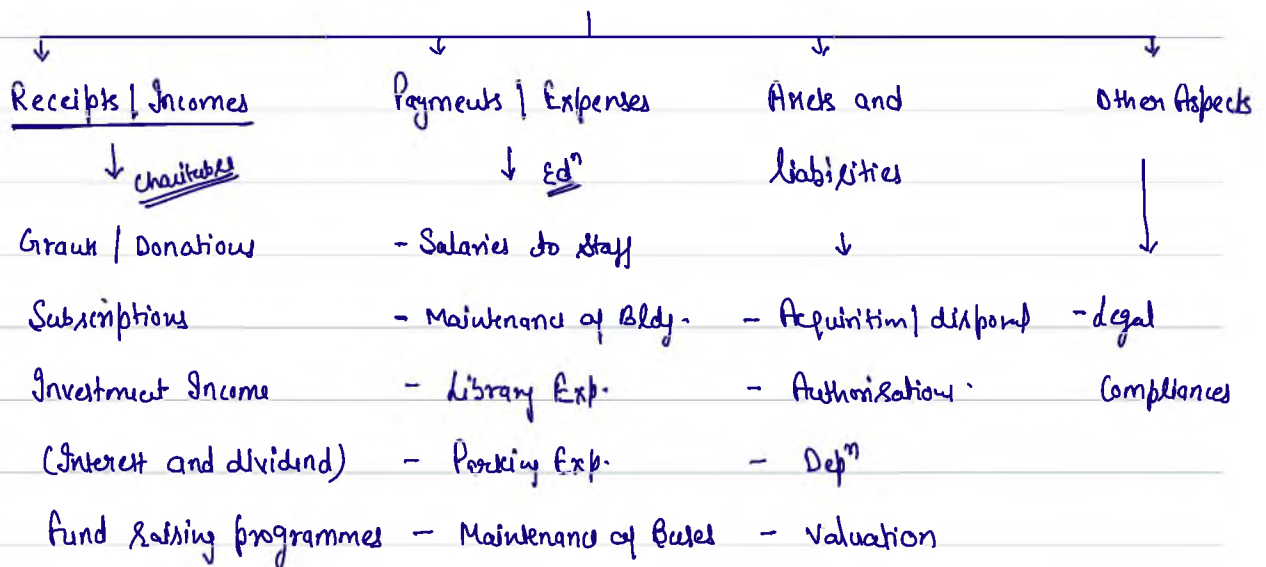 Receipts | Incomes Payments | Expenses Assets and Other Aspects
Charitable Edⁿ liabilities
Grants | Donations - Salaries to Staff
Subscriptions - Maintenance of Bldg. - Acquisition | disposal - Legal
Investment Income - Library Exp. - Authorisation. Compliances
(Interest and dividend) - Parking Exp. - Depⁿ
Fund raising programmes - Maintenance of Buses - Valuation